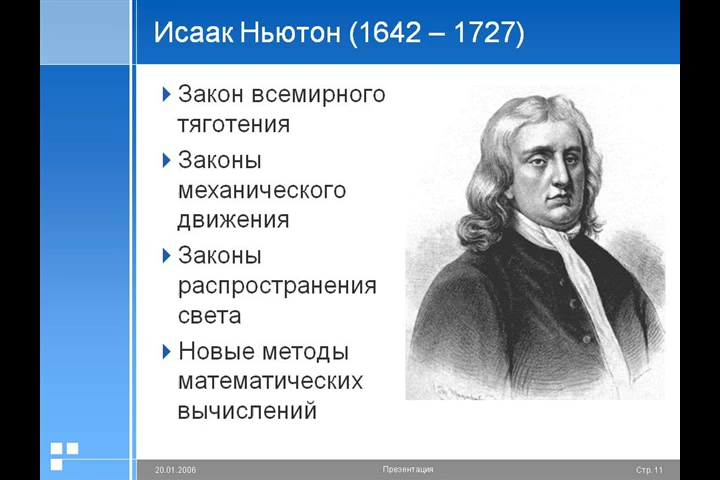 Исаак Ньютон (1642 – 1727)
Закон всемирного
тяготения
Законы
механического
движения
Законы
распространения
света
Новые методы
математических
вычислений
20.01.2006
Презентация
Стр.11